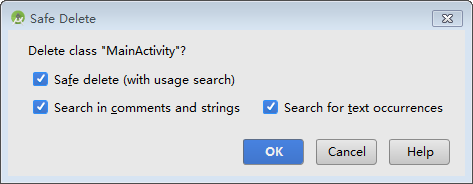 Safe Delete
Delete class "MainActivity"?
Safe delete (with usage search)
Search in comments and strings Search for text occurrences
OK Cancel Help